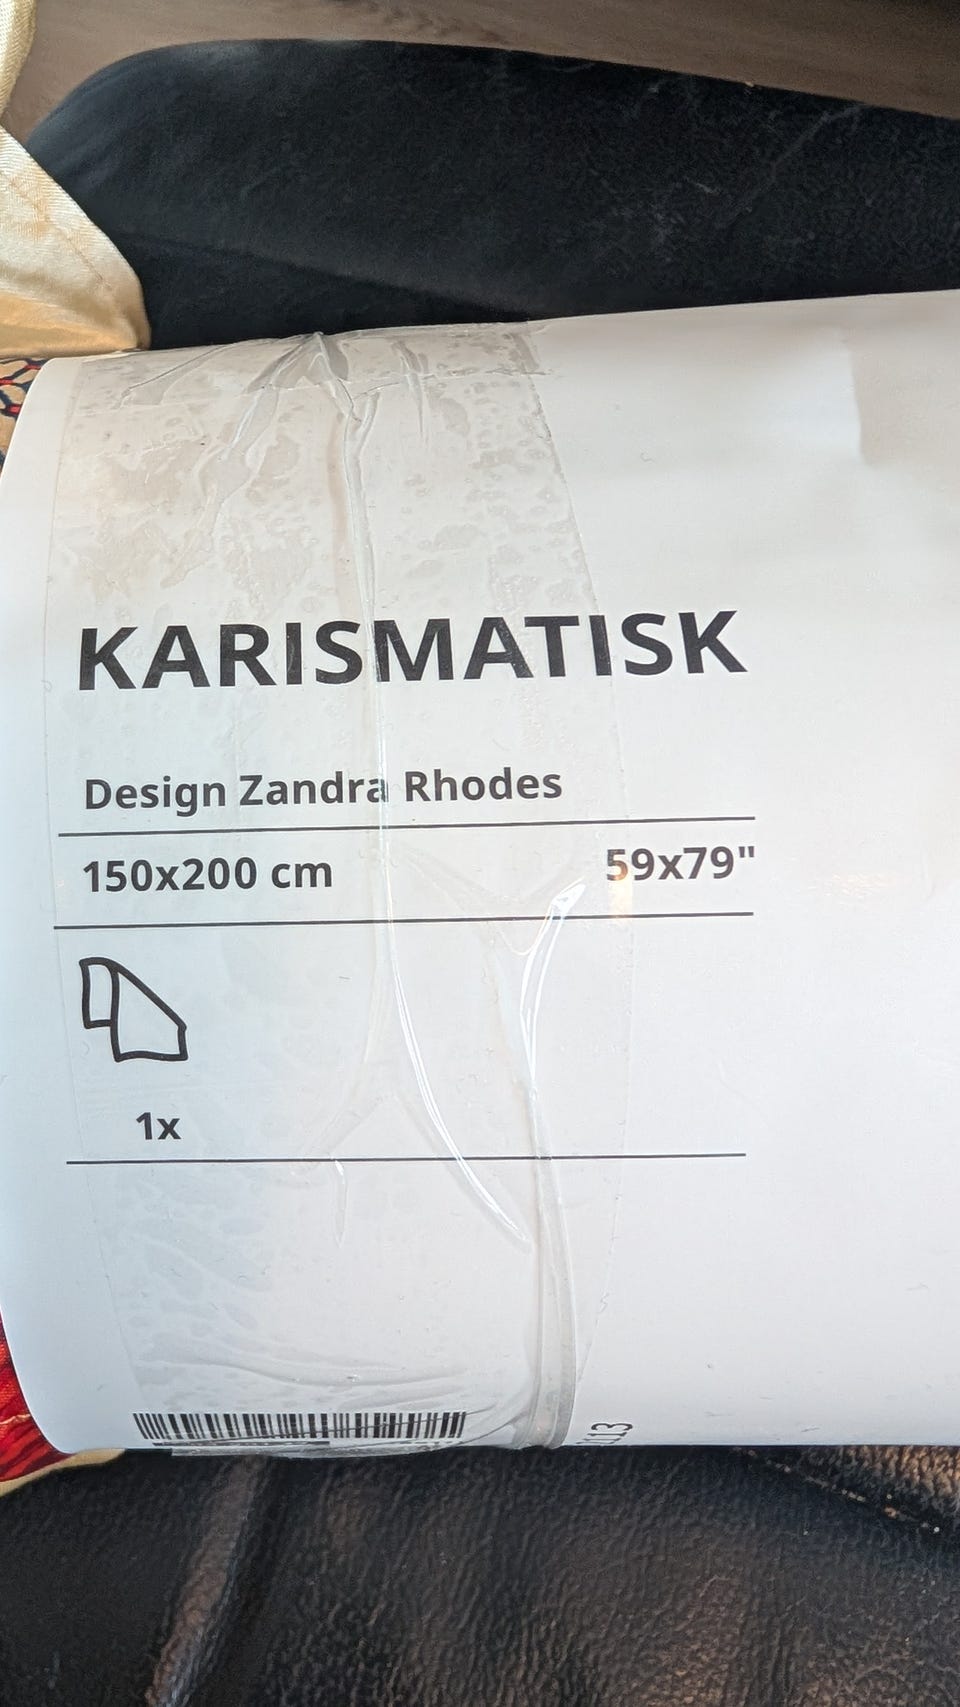 KARISMATISK
Design Zandra Rhodes
150x200 cm 59x79"
1x